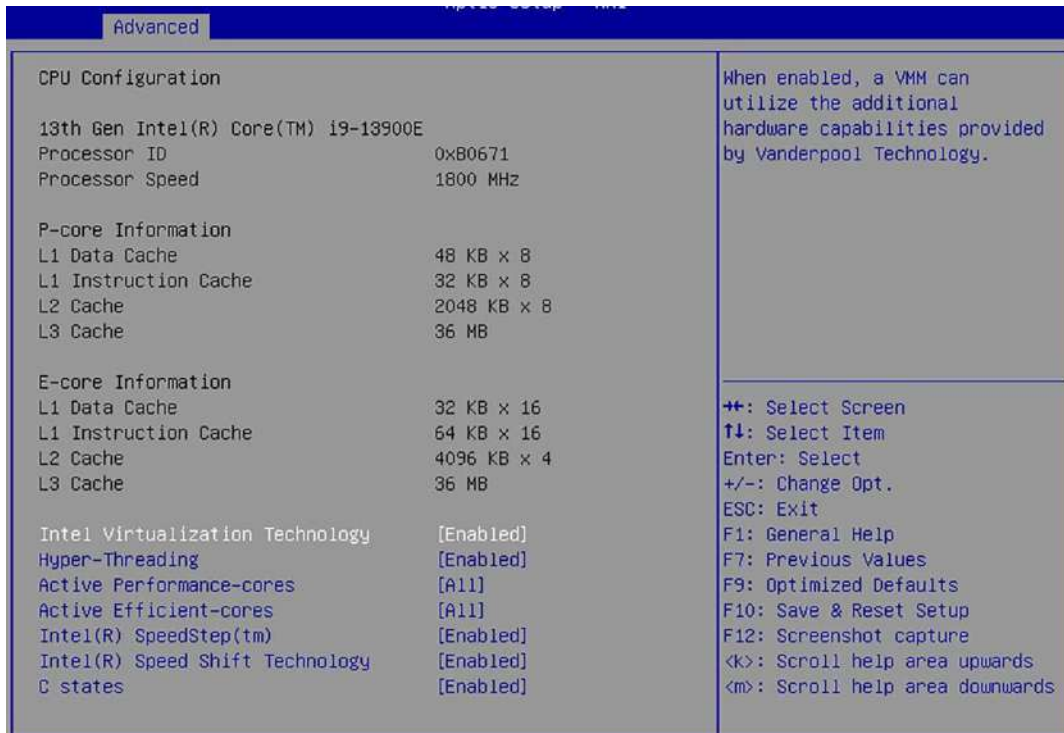 Advanced
CPU Configuration
13th Gen Intel(R) Core(TM) i9-13900E
Processor ID 0xB0671
Processor Speed 1800 MHz
P-core Information
L1 Data Cache 48 KB x 8
L1 Instruction Cache 32 KB x 8
L2 Cache 2048 KB x 8
L3 Cache 36 MB
E-core Information
L1 Data Cache 32 KB x 16
L1 Instruction Cache 64 KB x 16
L2 Cache 4096 KB x 4
L3 Cache 36 MB
Intel Virtualization Technology [Enabled]
Hyper-Threading [Enabled]
Active Performance-cores [All]
Active Efficient-cores [All]
Intel(R) SpeedStep(tm) [Enabled]
Intel(R) Speed Shift Technology [Enabled]
C states [Enabled]
When enabled, a VMM can
utilize the additional
hardware capabilities provided
by Vanderpool Technology.
→←: Select Screen
↑↓: Select Item
Enter: Select
+/-: Change Opt.
ESC: Exit
F1: General Help
F7: Previous Values
F9: Optimized Defaults
F10: Save & Reset Setup
F12: Screenshot capture
<k>: Scroll help area upwards
<m>: Scroll help area downwards